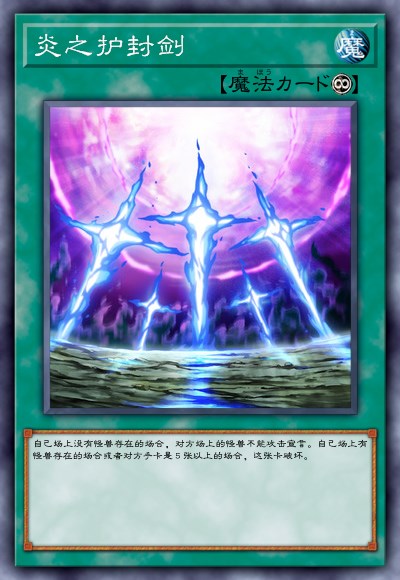 炎之护封剑
魔
【魔法カード】
まほう
自己场上没有怪兽存在的场合，对方场上的怪兽不能攻击宣言。自己场上有
怪兽存在的场合或者对方手卡是５张以上的场合，这张卡破坏。